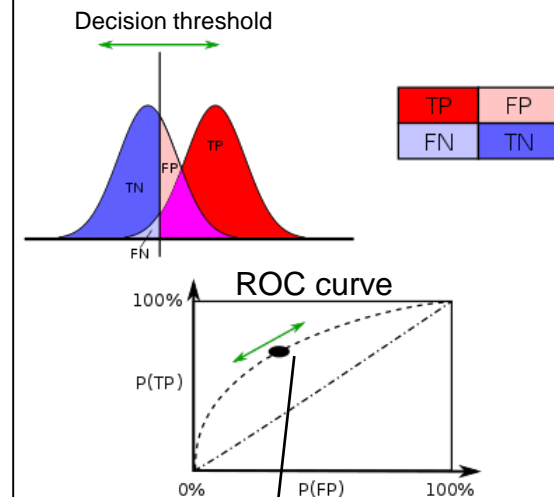 Decision threshold
TP FP
FN TN
TN FP TP
FN
ROC curve
100%
P(TP)
0% P(FP) 100%